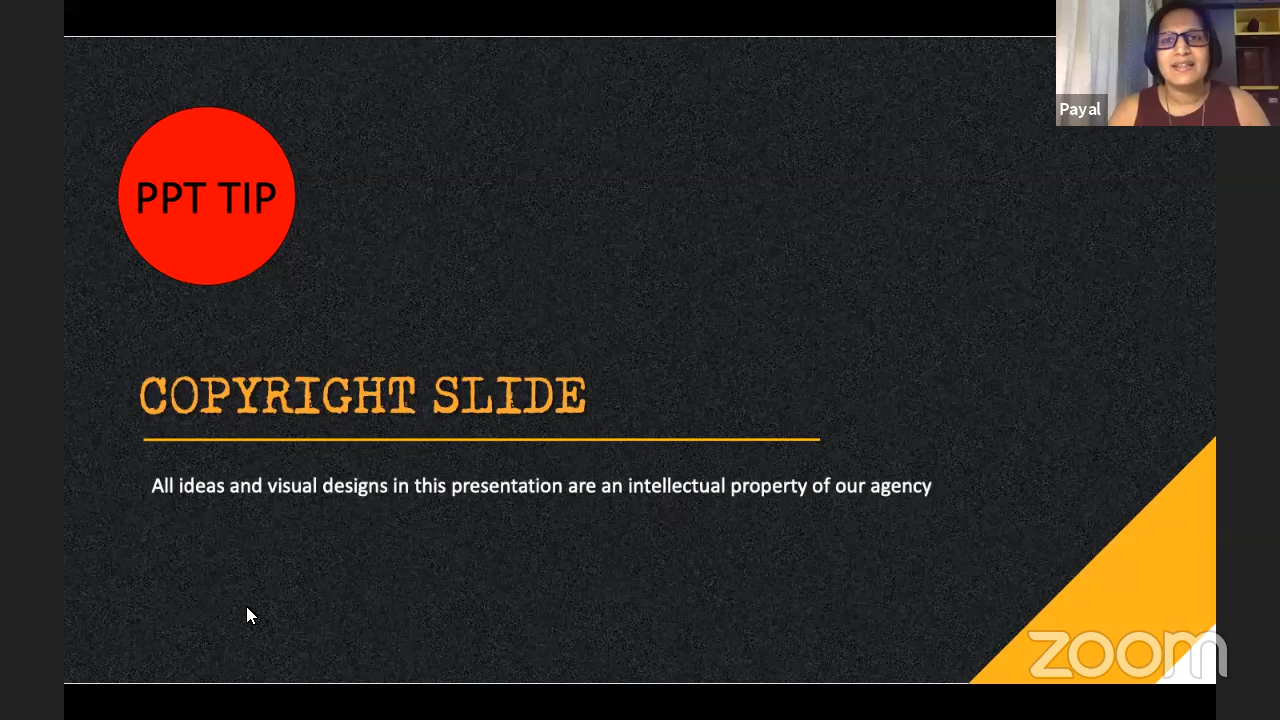 Payal
PPT TIP
COPYRIGHT SLIDE
All ideas and visual designs in this presentation are an intellectual property of our agency
zoom